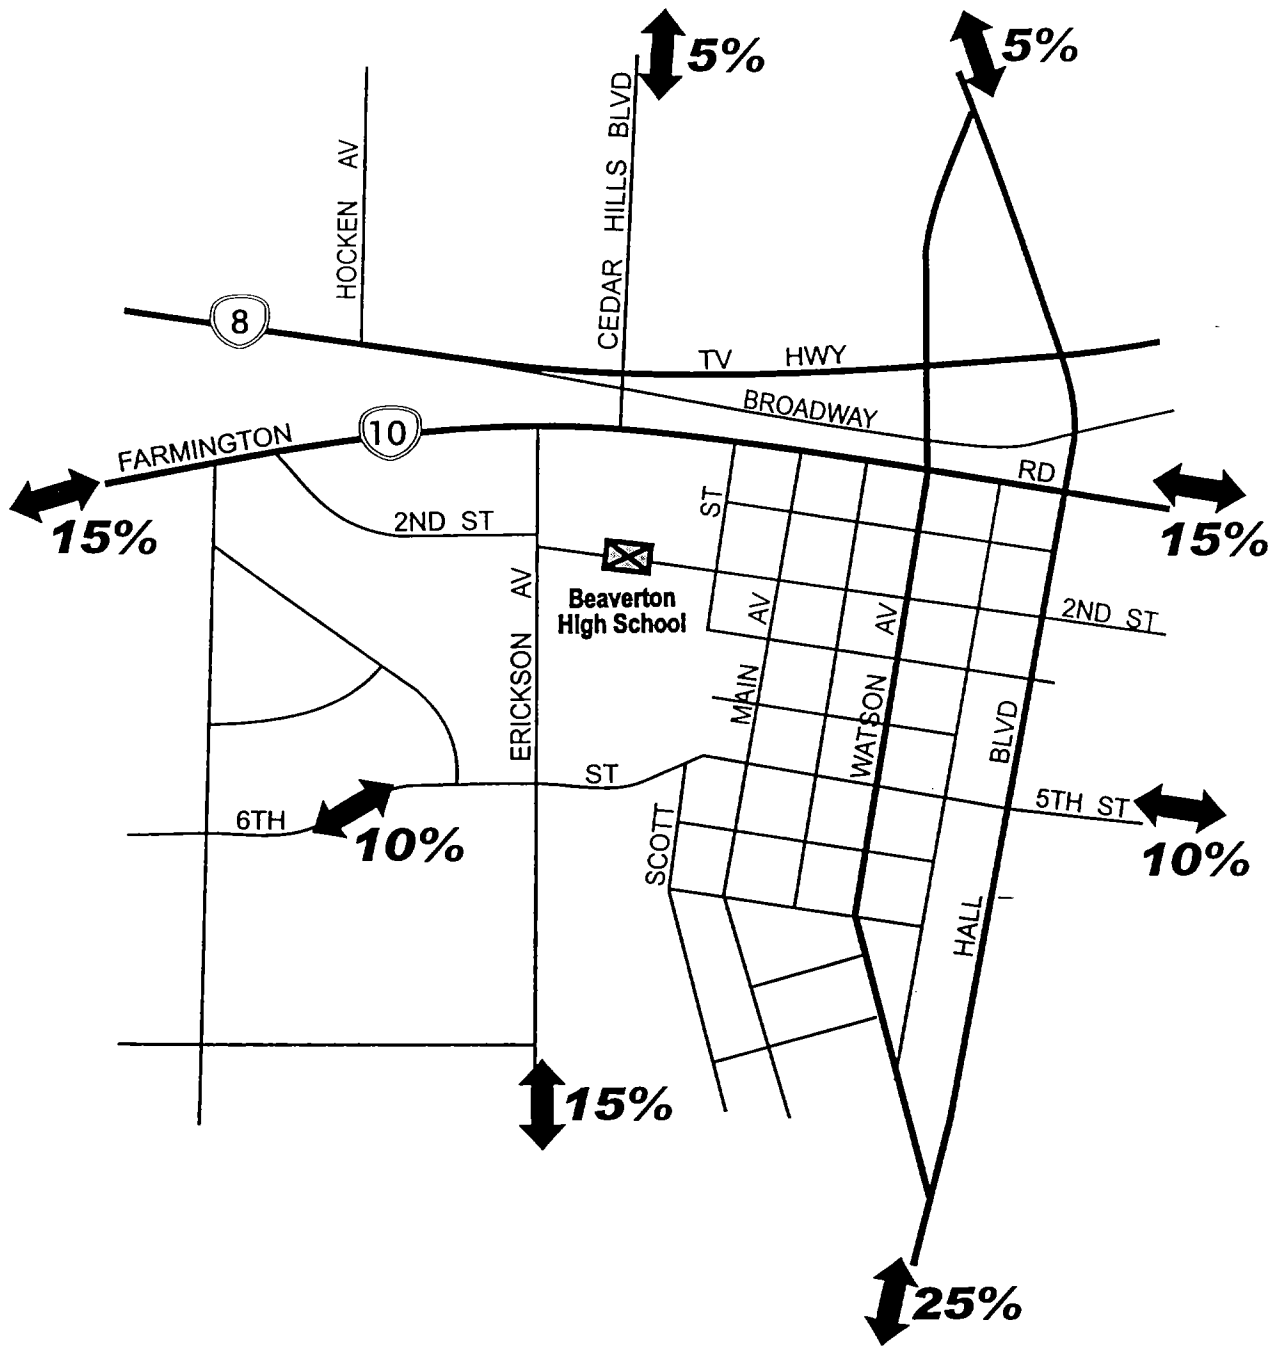 5%
5%
HOCKEN AV
CEDAR HILLS BLVD
8
TV HWY
BROADWAY
10
FARMINGTON
RD
15%
15%
2ND ST
ST
Beaverton
High School
ERICKSON AV
MAIN AV
WATSON AV
2ND ST
HALL BLVD
6TH
ST
10%
SCOTT
5TH ST
10%
15%
25%